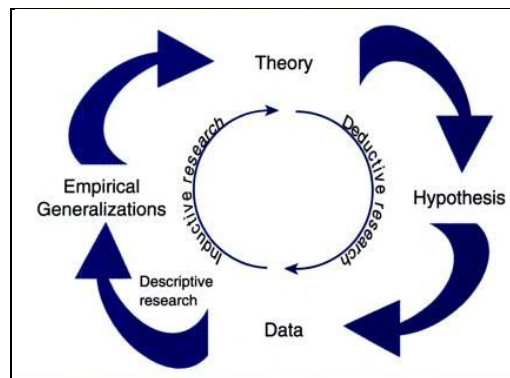 Theory
Inductive research
Deductive research
Empirical
Generalizations
Hypothesis
Descriptive
research
Data